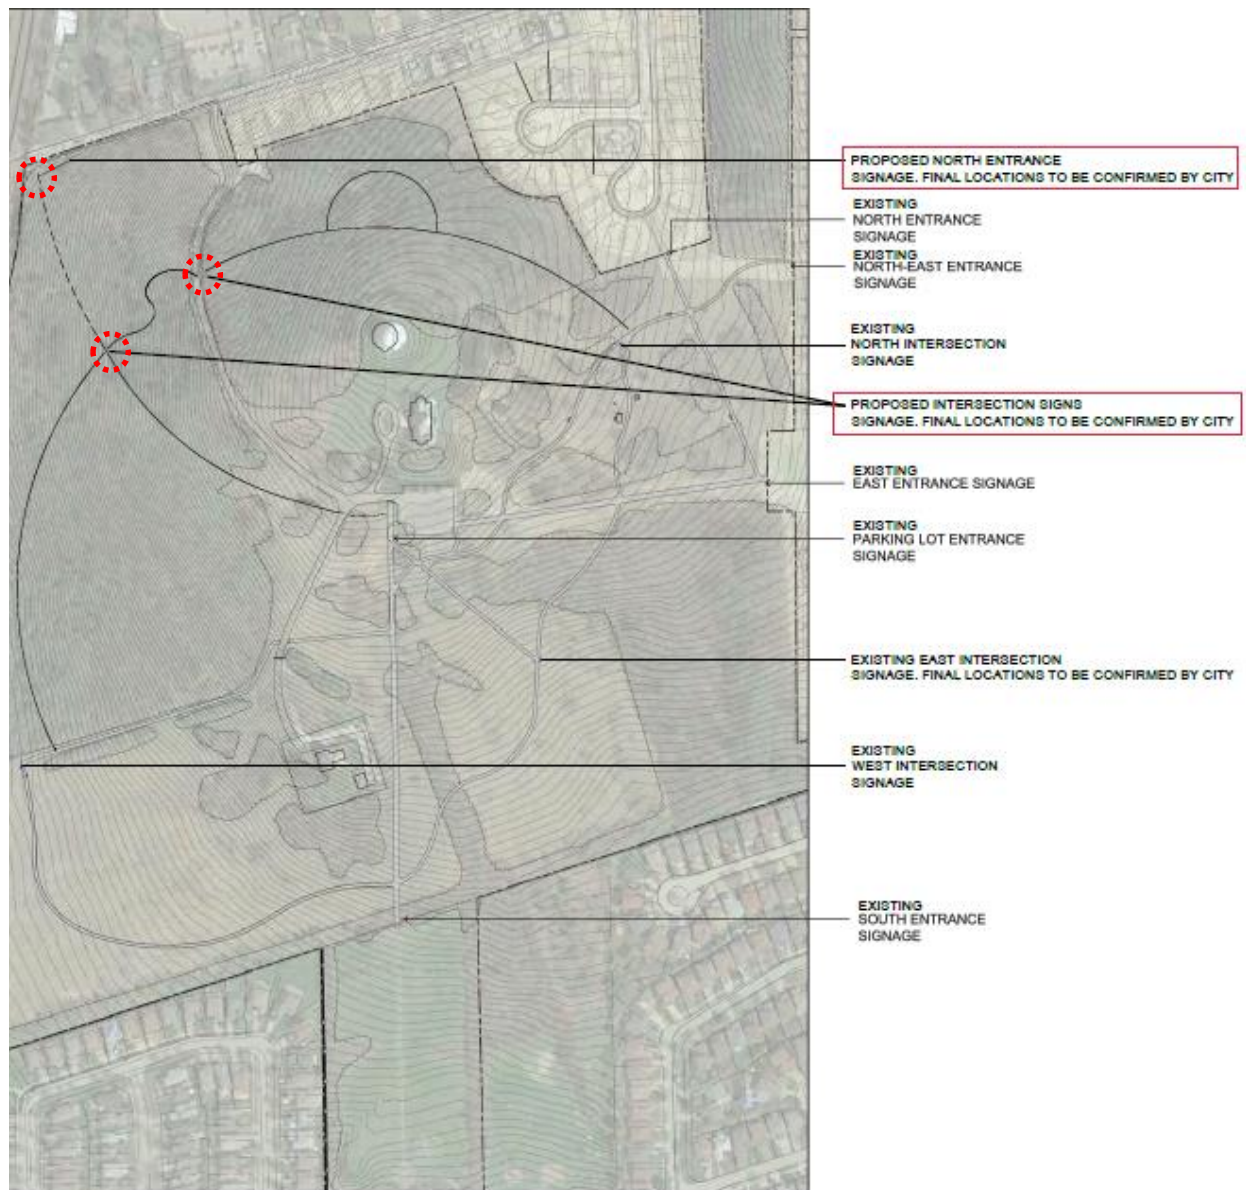 PROPOSED NORTH ENTRANCE
SIGNAGE. FINAL LOCATIONS TO BE CONFIRMED BY CITY
EXISTING
NORTH ENTRANCE
SIGNAGE
EXISTING
NORTH-EAST ENTRANCE
SIGNAGE
EXISTING
NORTH INTERSECTION
SIGNAGE
PROPOSED INTERSECTION SIGNS
SIGNAGE. FINAL LOCATIONS TO BE CONFIRMED BY CITY
EXISTING
EAST ENTRANCE SIGNAGE
EXISTING
PARKING LOT ENTRANCE
SIGNAGE
EXISTING EAST INTERSECTION
SIGNAGE. FINAL LOCATIONS TO BE CONFIRMED BY CITY
EXISTING
WEST INTERSECTION
SIGNAGE
EXISTING
SOUTH ENTRANCE
SIGNAGE